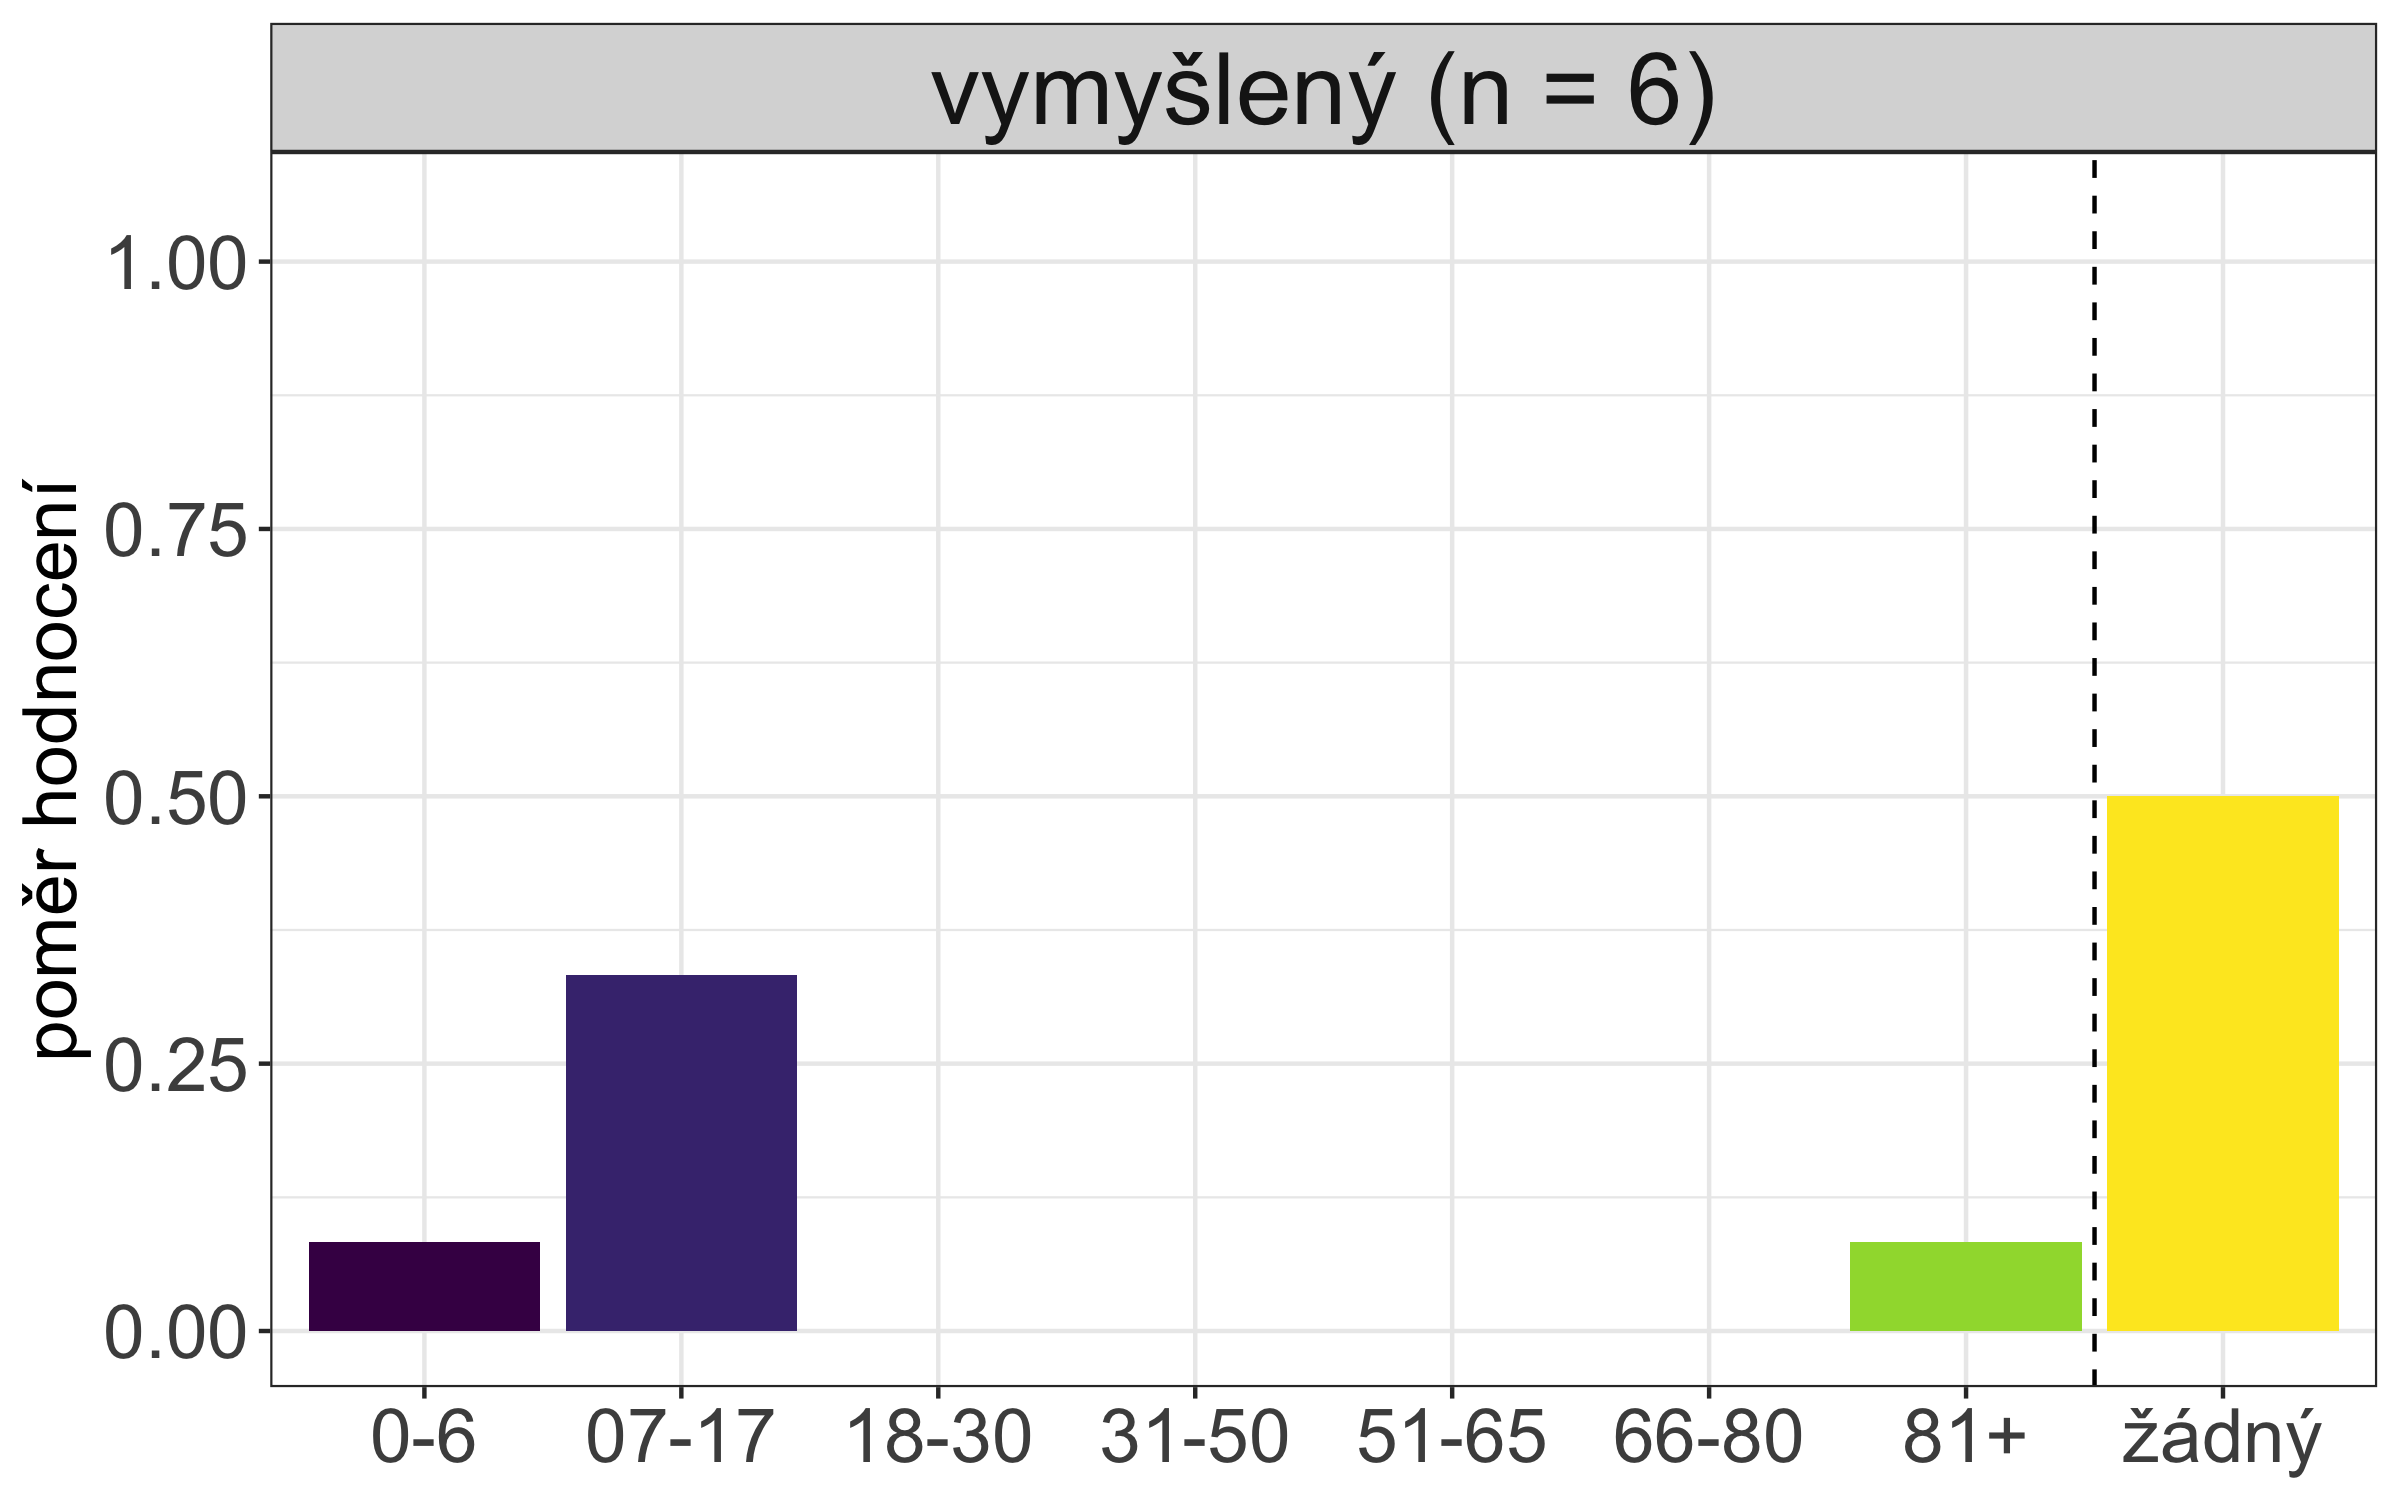 vymyšlený (n = 6)
poměr hodnocení
1.00
0.75
0.50
0.25
0.00
0-6 07-17 18-30 31-50 51-65 66-80 81+ žádný